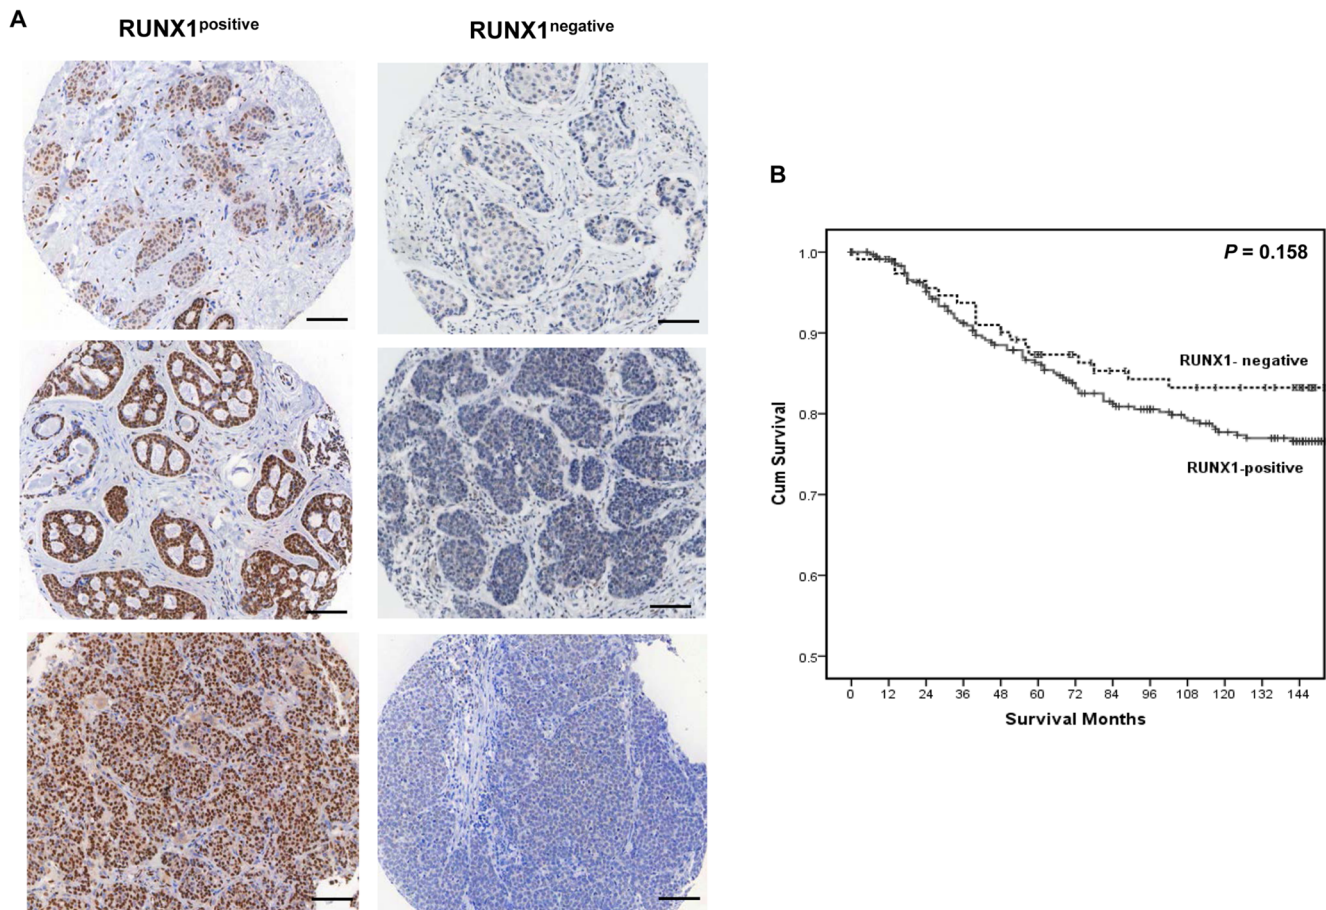 A
RUNX1positive
RUNX1negative
B
P = 0.158
1.0
0.9
0.8
0.7
0.6
0.5
Cum Survival
RUNX1- negative
RUNX1-positive
0 12 24 36 48 60 72 84 96 108 120 132 144
Survival Months